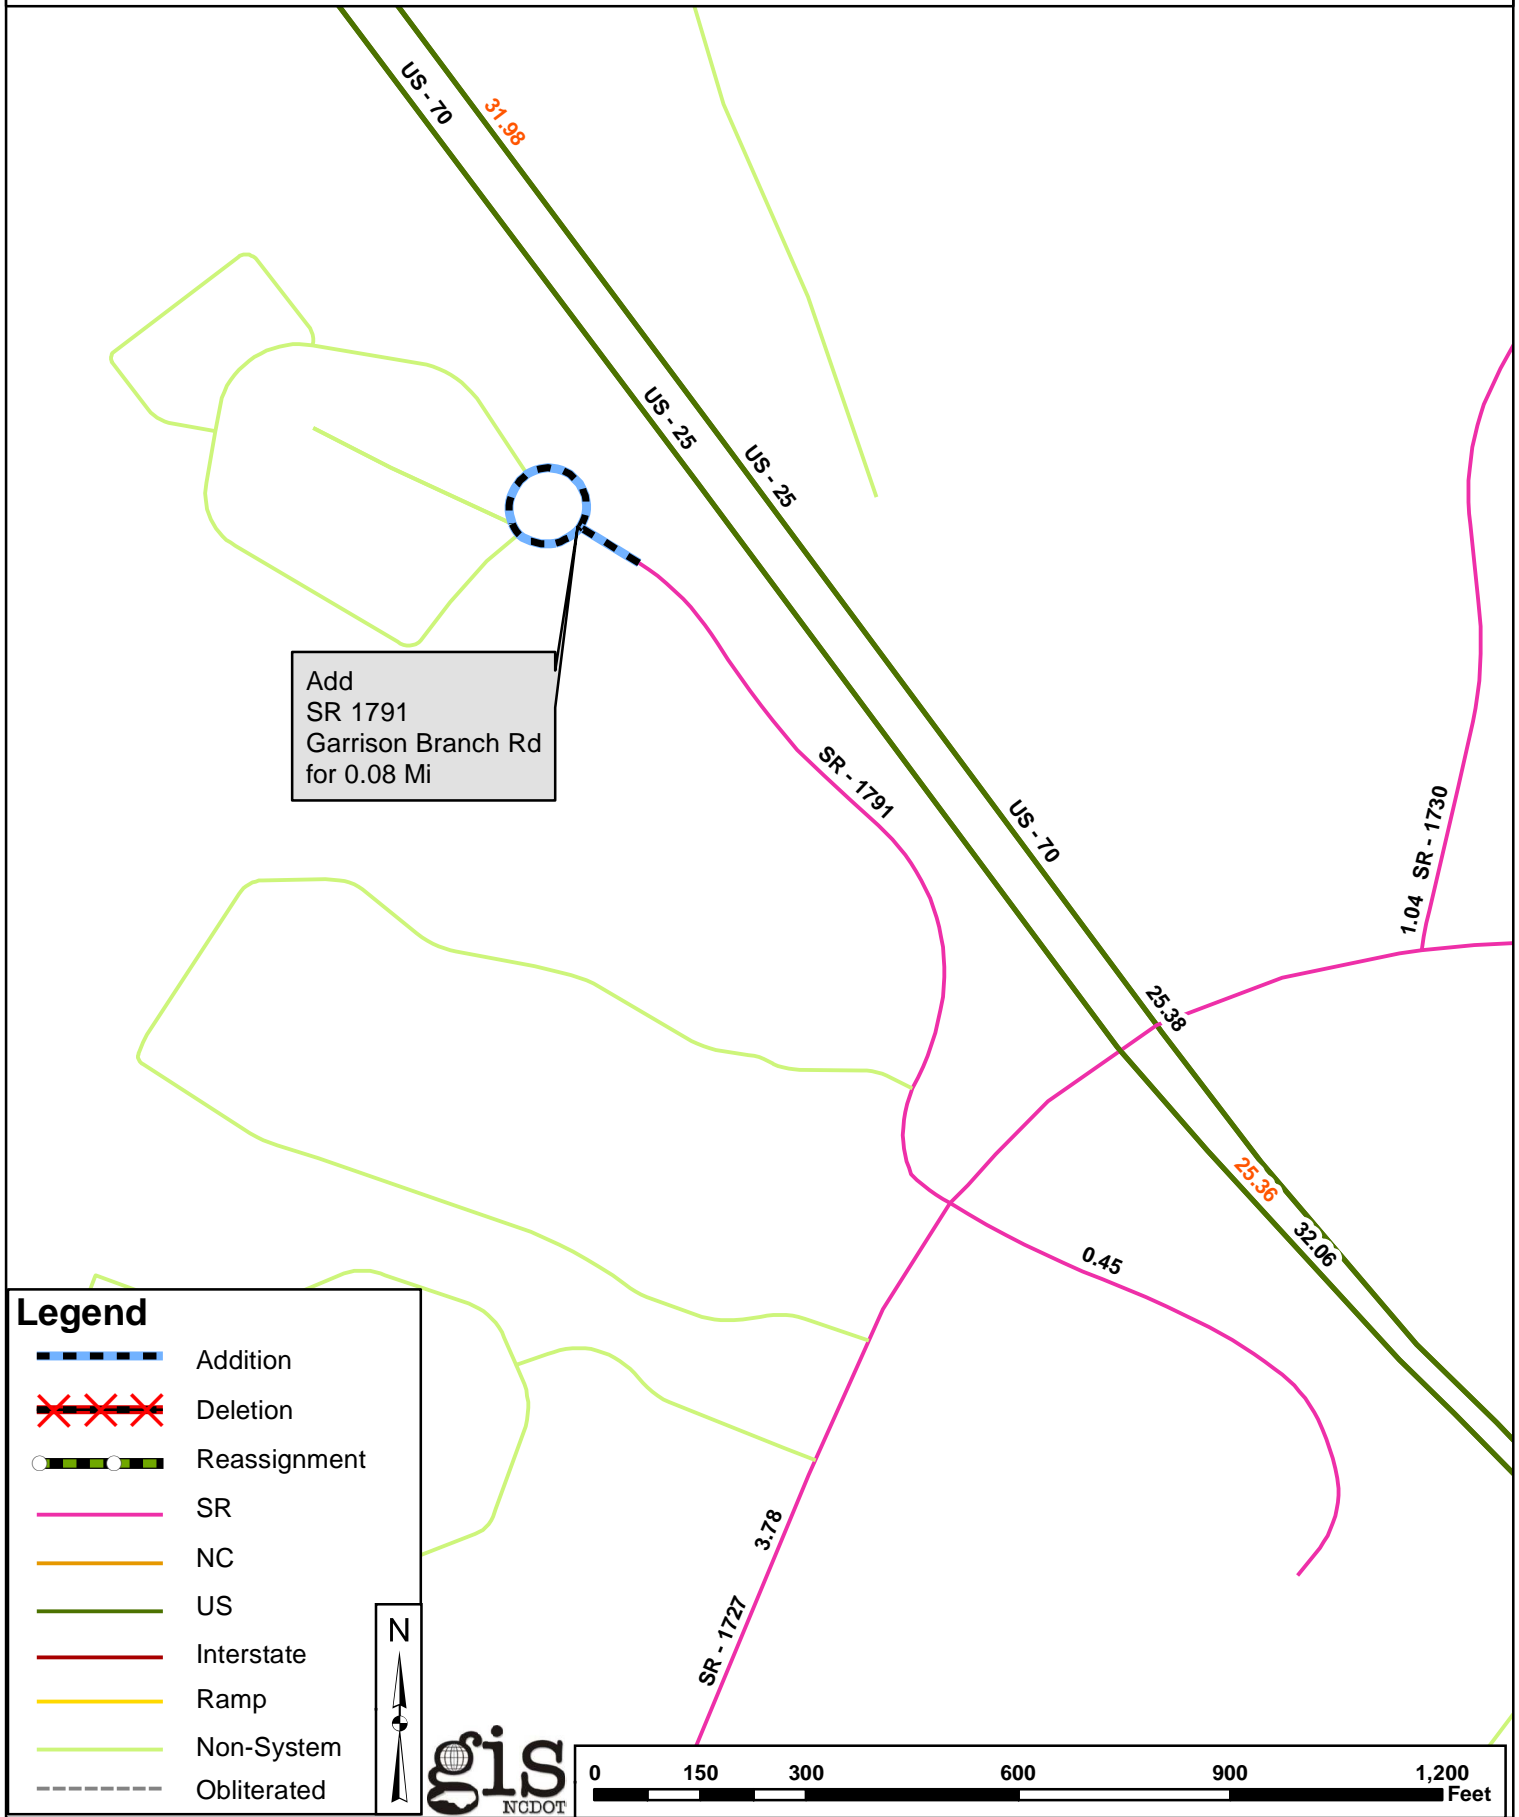 US - 70
31.98
US - 25
US - 25
Add
SR 1791
Garrison Branch Rd
for 0.08 Mi
SR - 1791
US - 70
1.04 SR - 1730
25.38
25.36
32.06
0.45
3.78
SR - 1727
Legend
Addition
Deletion
Reassignment
SR
NC
US
Interstate
Ramp
Non-System
Obliterated
N
gis
NCDOT
0 150 300 600 900 1,200
Feet